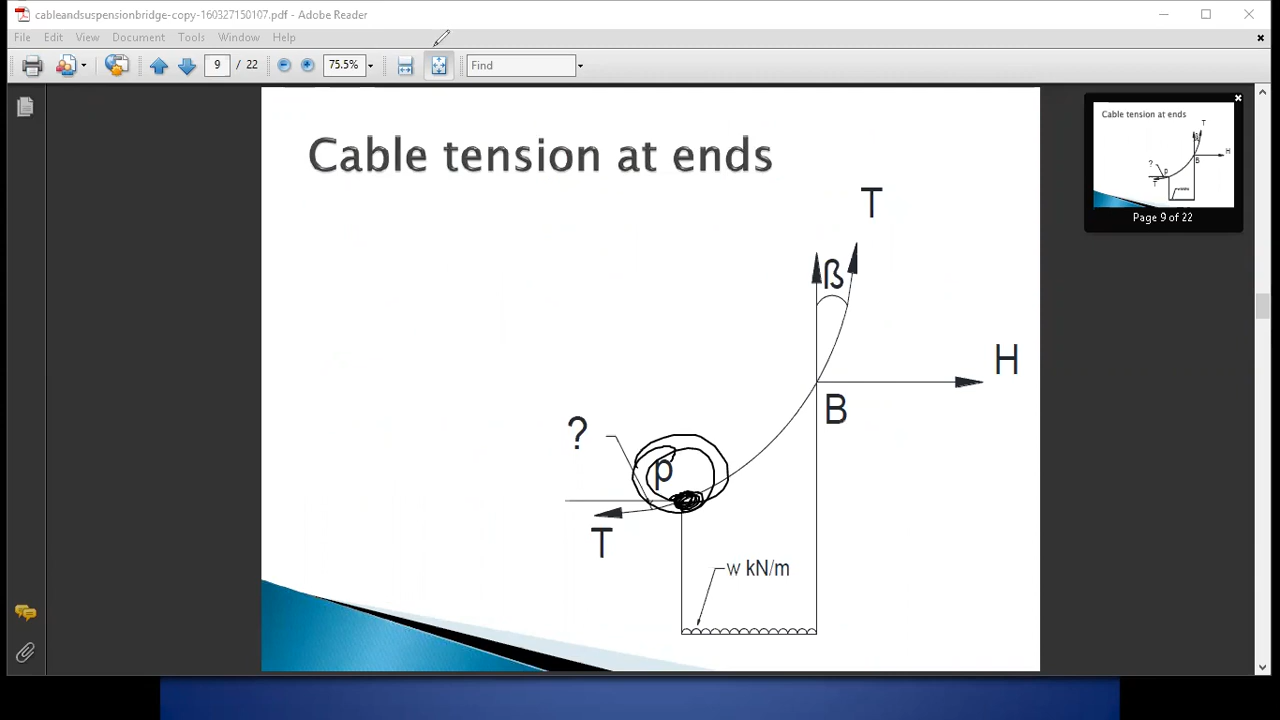 cableandsuspensionbridge-copy-160327150107.pdf - Adobe Reader
File Edit View Document Tools Window Help
9 / 22 75.5% Find
Cable tension at ends
T
ß
H
B
?
p
T
w kN/m
Cable tension at ends
T
ß
H
B
?
p
T
Page 9 of 22